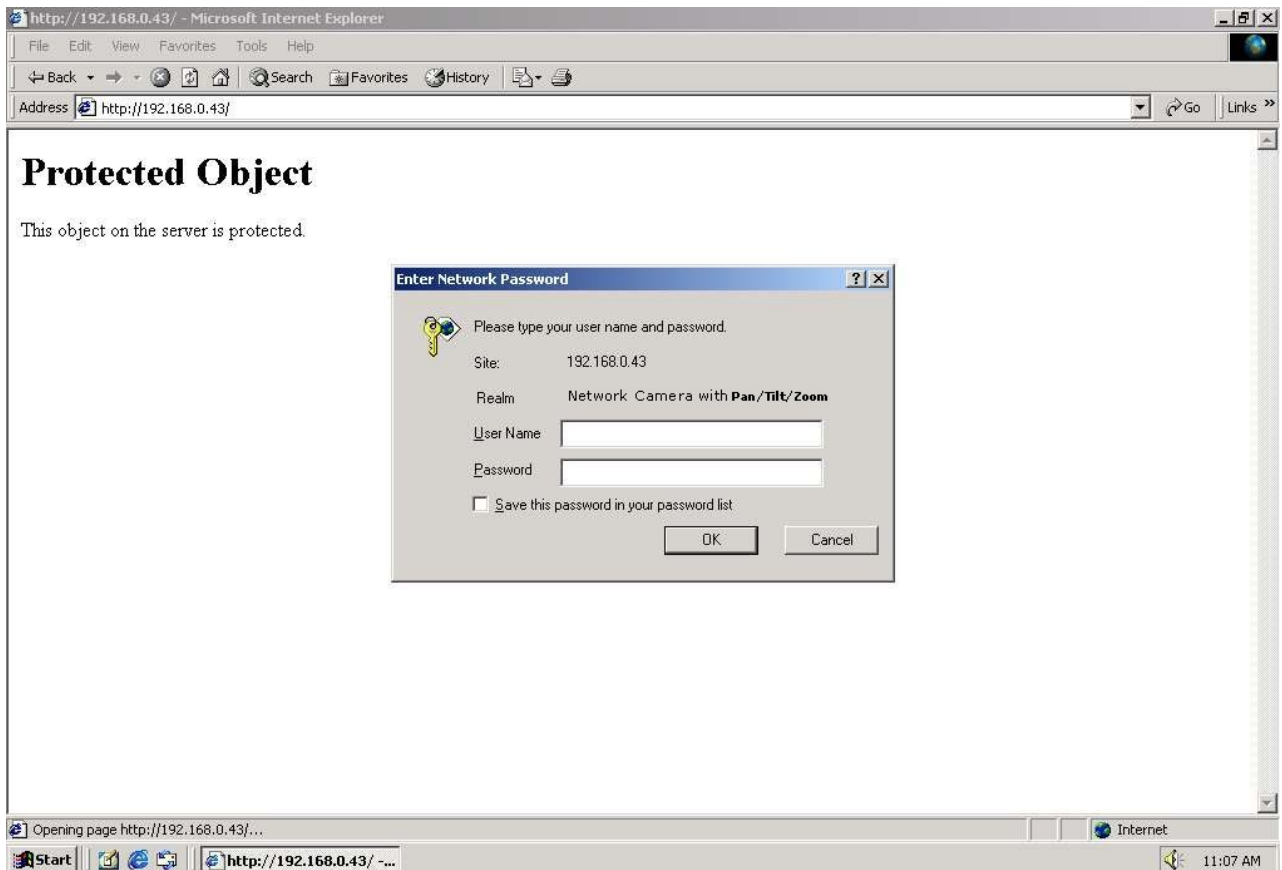 http://192.168.0.43/ - Microsoft Internet Explorer
File Edit View Favorites Tools Help
Back Search Favorites History
Address http://192.168.0.43/ Go Links »
Protected Object
This object on the server is protected.
Enter Network Password
Please type your user name and password.
Site: 192.168.0.43
Realm Network Camera with Pan/Tilt/Zoom
User Name
Password
Save this password in your password list
OK Cancel
Opening page http://192.168.0.43/... Internet
Start http://192.168.0.43/ -... 11:07 AM